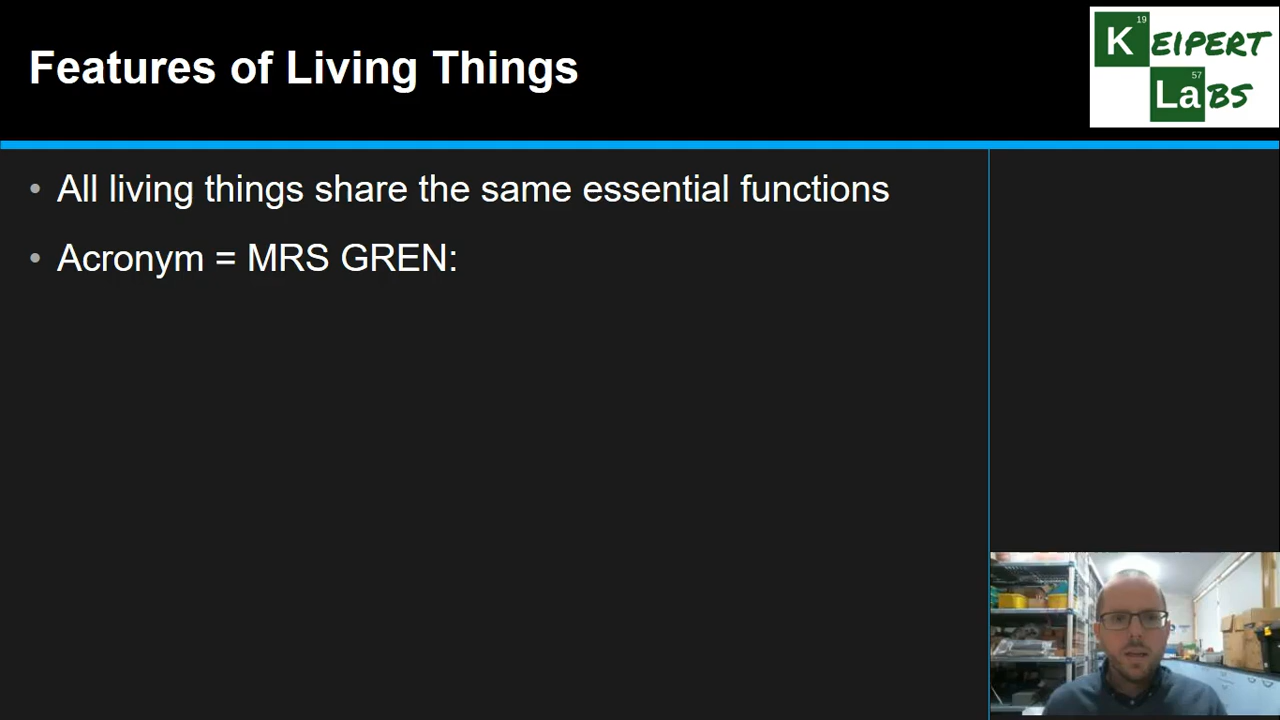 Features of Living Things
19
KEIPERT
57
LaBS
• All living things share the same essential functions
• Acronym = MRS GREN: